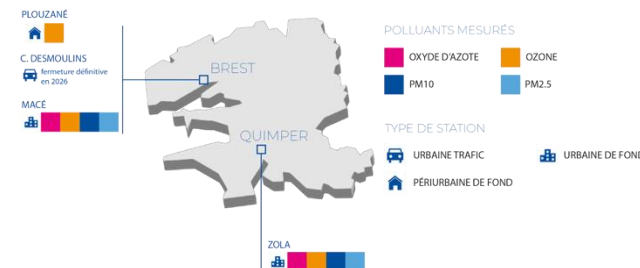 PLOUZANÉ
C. DESMOULINS
fermeture définitive
en 2026
MACÉ
BREST
QUIMPER
ZOLA
POLLUANTS MESURÉS
OXYDE D'AZOTE
OZONE
PM10
PM2.5
TYPE DE STATION
URBAINE TRAFIC
URBAINE DE FOND
PÉRIURBAINE DE FOND